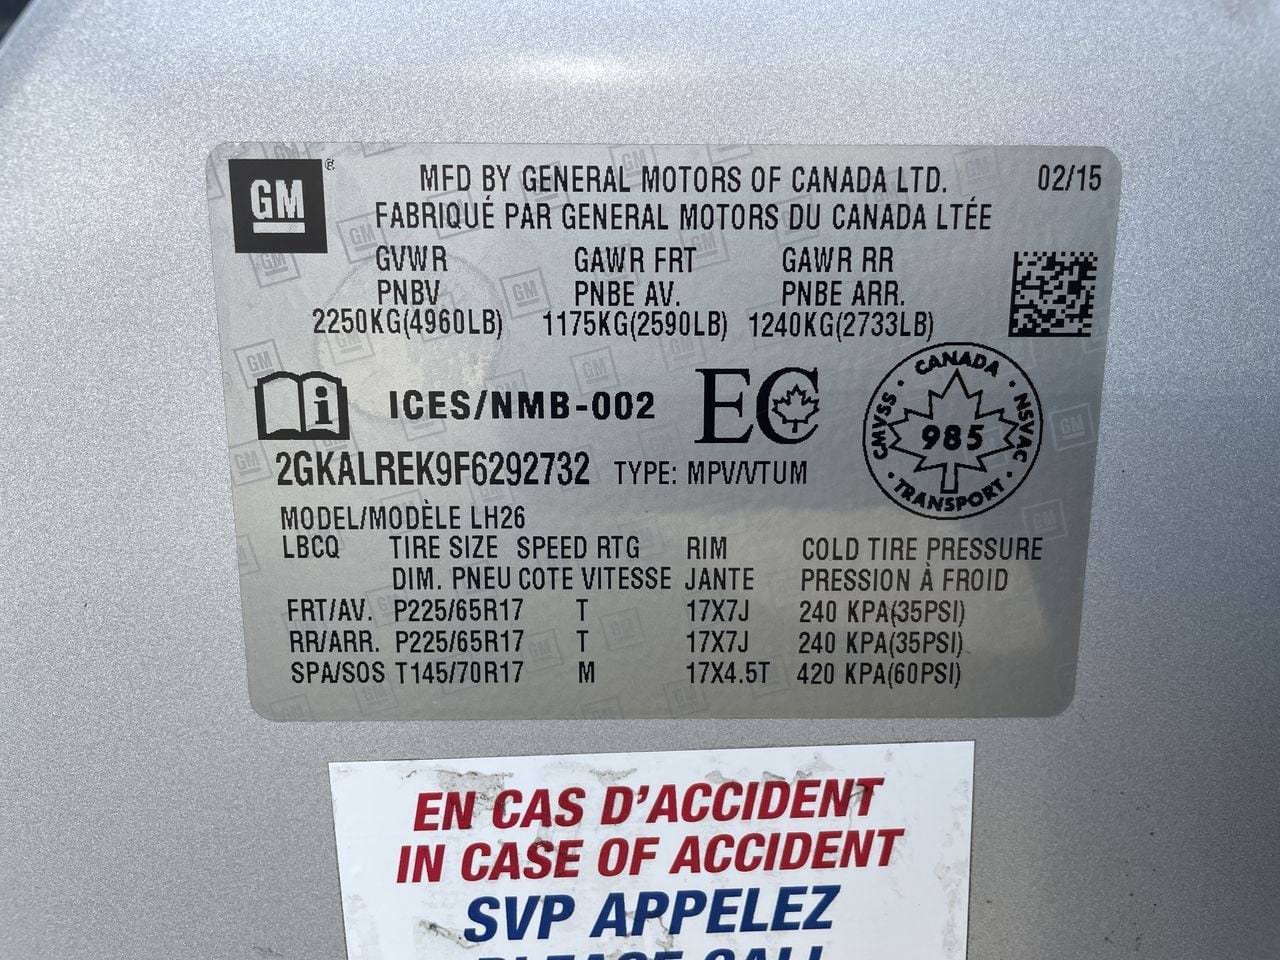 GM ®
MFD BY GENERAL MOTORS OF CANADA LTD. 02/15
FABRIQUÉ PAR GENERAL MOTORS DU CANADA LTÉE
GVWR GAWR FRT GAWR RR
PNBV PNBE AV. PNBE ARR.
2250KG(4960LB) 1175KG(2590LB) 1240KG(2733LB)
i ICES/NMB-002 EC
CANADA
CMVSS 985 NSVAC
TRANSPORT
2GKALREK9F6292732 TYPE: MPV/VTUM
MODEL/MODÈLE LH26
LBCQ TIRE SIZE SPEED RTG RIM COLD TIRE PRESSURE
DIM. PNEU COTE VITESSE JANTE PRESSION À FROID
FRT/AV. P225/65R17 T 17X7J 240 KPA(35PSI)
RR/ARR. P225/65R17 T 17X7J 240 KPA(35PSI)
SPA/SOS T145/70R17 M 17X4.5T 420 KPA(60PSI)
EN CAS D'ACCIDENT
IN CASE OF ACCIDENT
SVP APPELEZ
PLEASE CALL